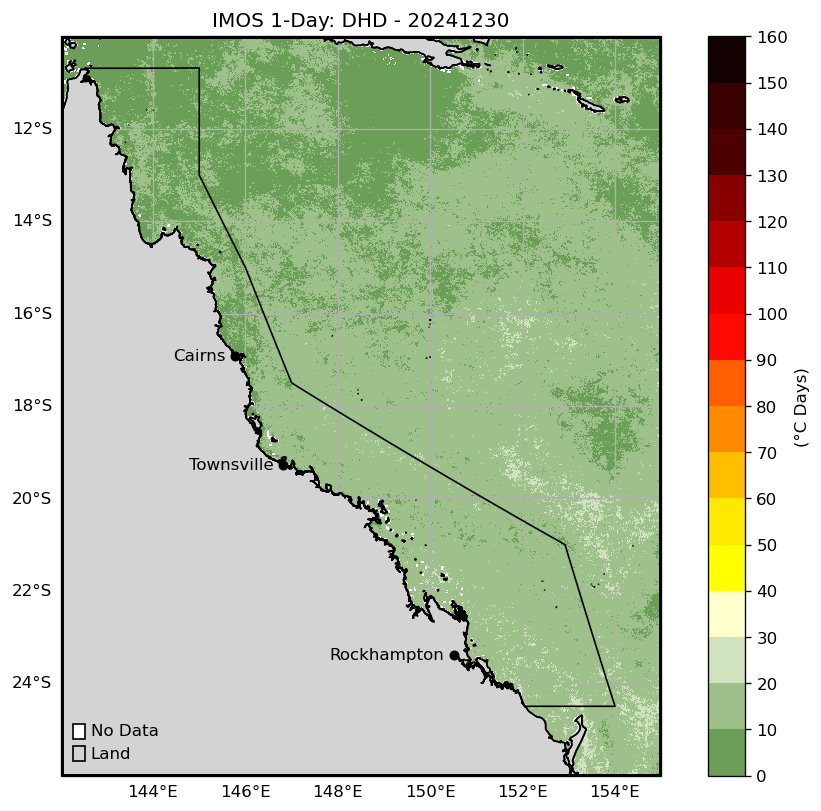 IMOS 1-Day: DHD - 20241230
12°S
14°S
16°S
18°S
20°S
22°S
24°S
Cairns
Townsville
Rockhampton
No Data
Land
144°E 146°E 148°E 150°E 152°E 154°E
160
150
140
130
120
110
100
90
80
70
60
50
40
30
20
10
0
(°C Days)